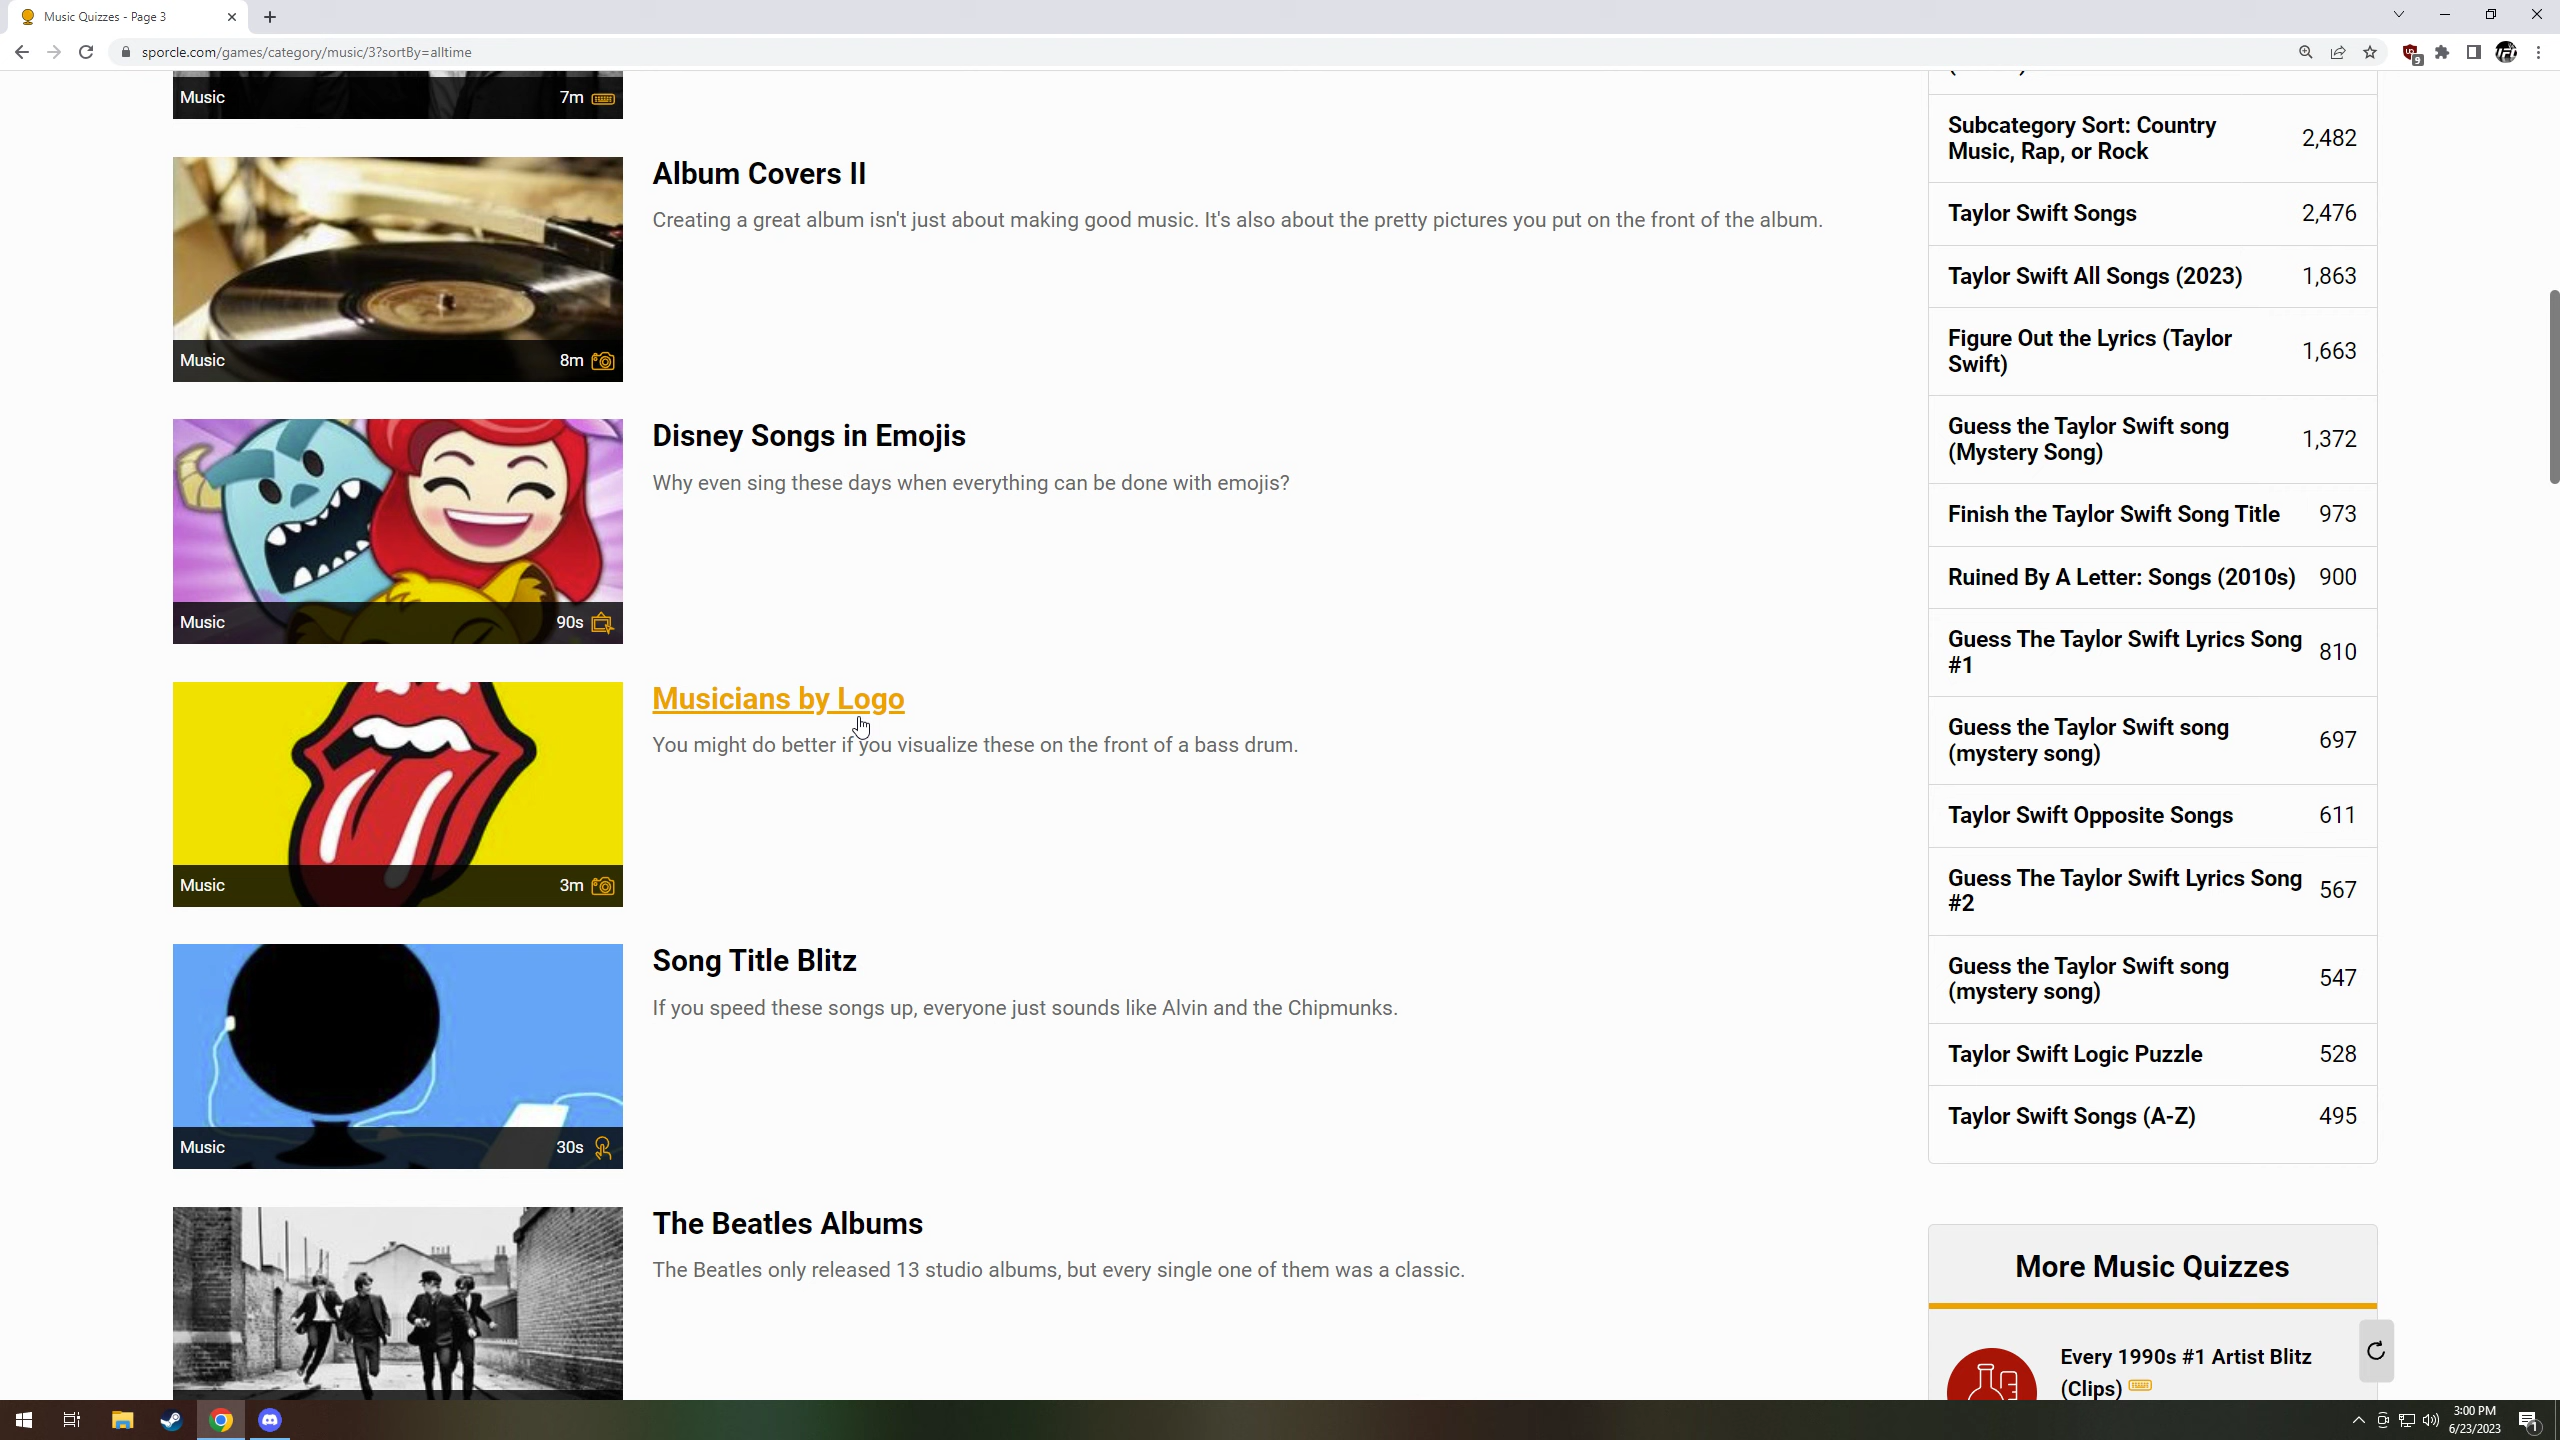 Music Quizzes - Page 3
sporcle.com/games/category/music/3?sortBy=alltime
9
Music 7m
Album Covers II
Creating a great album isn't just about making good music. It's also about the pretty pictures you put on the front of the album.
Music 8m
Disney Songs in Emojis
Why even sing these days when everything can be done with emojis?
Music 90s
Musicians by Logo
You might do better if you visualize these on the front of a bass drum.
Music 3m
Song Title Blitz
If you speed these songs up, everyone just sounds like Alvin and the Chipmunks.
Music 30s
The Beatles Albums
The Beatles only released 13 studio albums, but every single one of them was a classic.
Subcategory Sort: Country
Music, Rap, or Rock 2,482
Taylor Swift Songs 2,476
Taylor Swift All Songs (2023) 1,863
Figure Out the Lyrics (Taylor
Swift) 1,663
Guess the Taylor Swift song
(Mystery Song) 1,372
Finish the Taylor Swift Song Title 973
Ruined By A Letter: Songs (2010s) 900
Guess The Taylor Swift Lyrics Song
#1 810
Guess the Taylor Swift song
(mystery song) 697
Taylor Swift Opposite Songs 611
Guess The Taylor Swift Lyrics Song
#2 567
Guess the Taylor Swift song
(mystery song) 547
Taylor Swift Logic Puzzle 528
Taylor Swift Songs (A-Z) 495
More Music Quizzes
Every 1990s #1 Artist Blitz
(Clips)
3:00 PM
6/23/2023
1